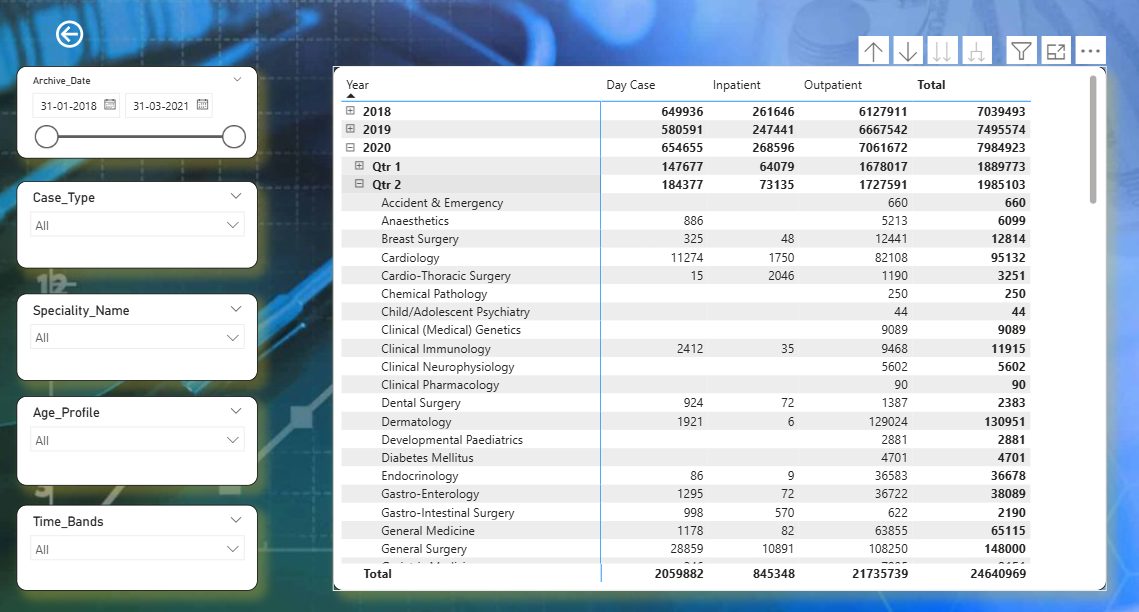 Archive_Date
31-01-2018 31-03-2021
Case_Type
All
Speciality_Name
All
Age_Profile
All
Time_Bands
All
Year Day Case Inpatient Outpatient Total
2018 649936 261646 6127911 7039493
2019 580591 247441 6667542 7495574
2020 654655 268596 7061672 7984923
Qtr 1 147677 64079 1678017 1889773
Qtr 2 184377 73135 1727591 1985103
Accident & Emergency 660 660
Anaesthetics 886 5213 6099
Breast Surgery 325 48 12441 12814
Cardiology 11274 1750 82108 95132
Cardio-Thoracic Surgery 15 2046 1190 3251
Chemical Pathology 250 250
Child/Adolescent Psychiatry 44 44
Clinical (Medical) Genetics 9089 9089
Clinical Immunology 2412 35 9468 11915
Clinical Neurophysiology 5602 5602
Clinical Pharmacology 90 90
Dental Surgery 924 72 1387 2383
Dermatology 1921 6 129024 130951
Developmental Paediatrics 2881 2881
Diabetes Mellitus 4701 4701
Endocrinology 86 9 36583 36678
Gastro-Enterology 1295 72 36722 38089
Gastro-Intestinal Surgery 998 570 622 2190
General Medicine 1178 82 63855 65115
General Surgery 28859 10891 108250 148000
Total 2059882 845348 21735739 24640969